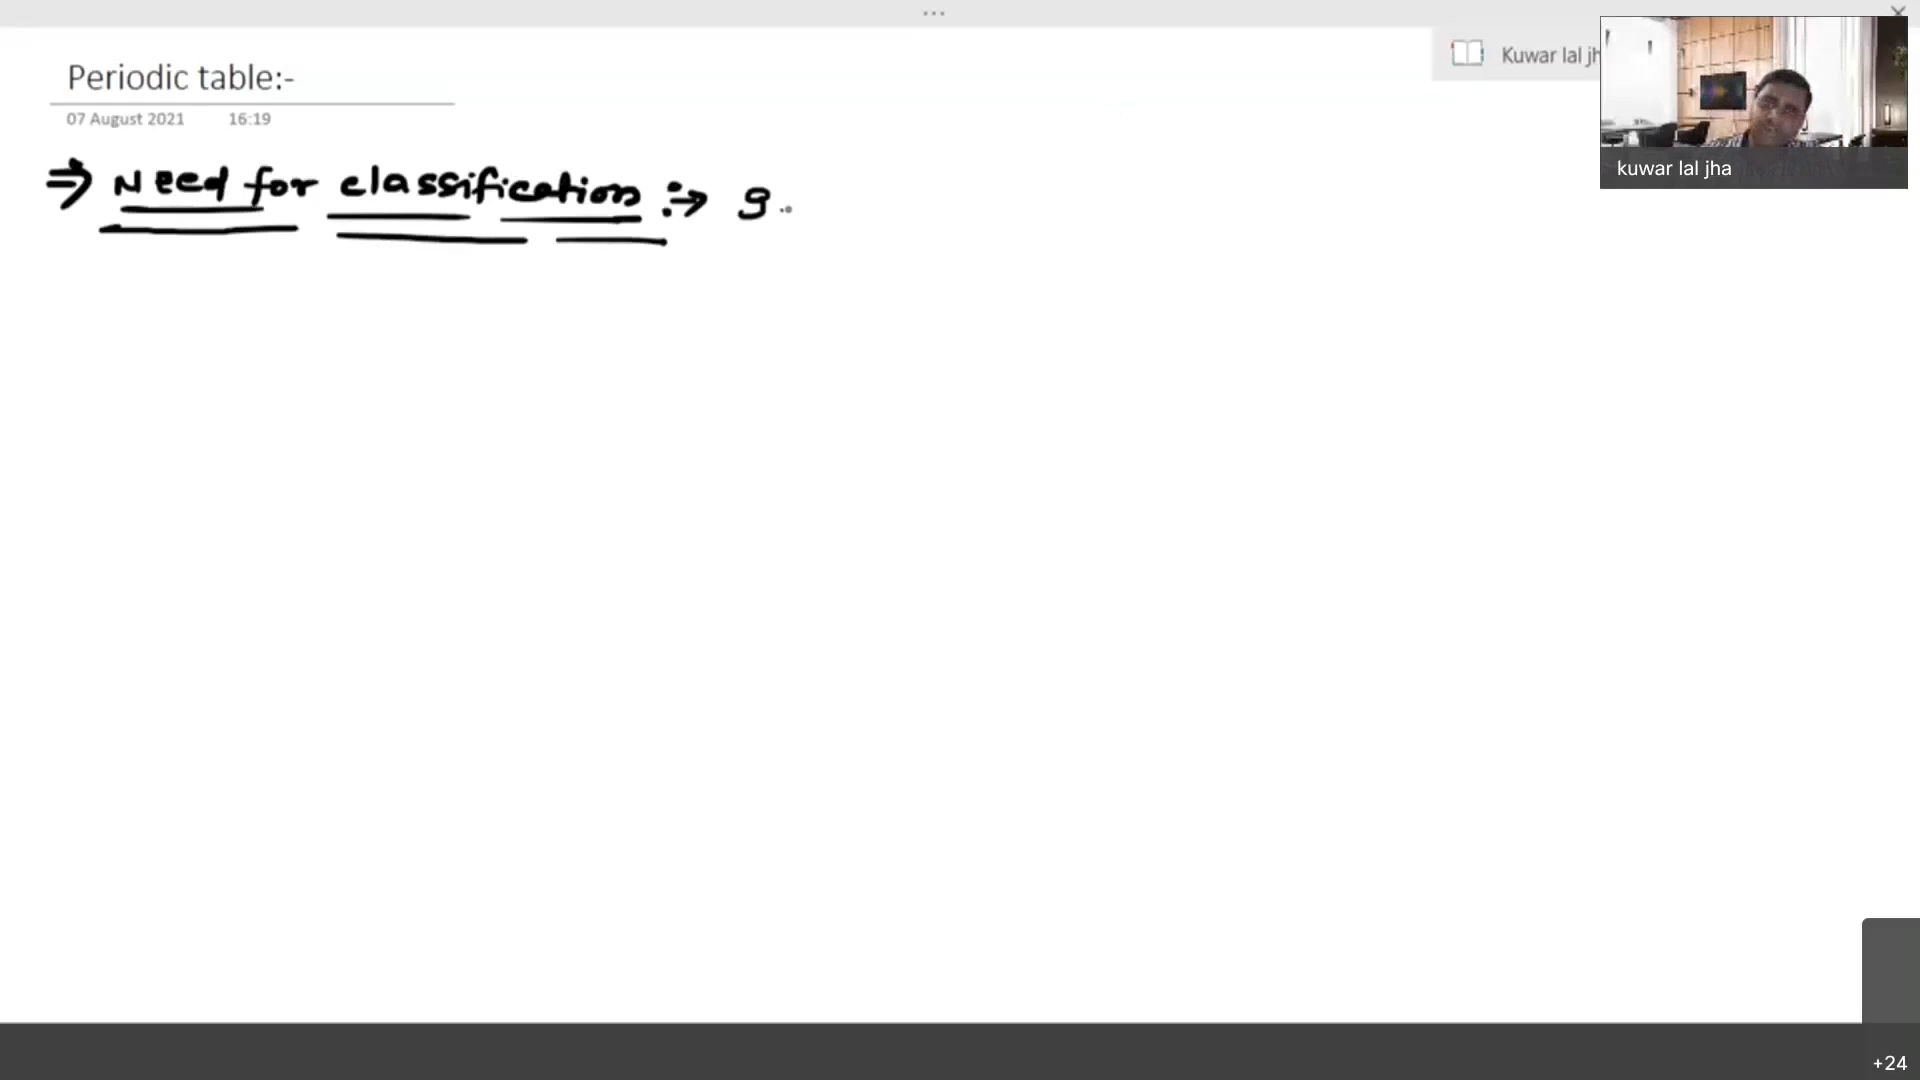 Periodic table:-
Kuwar lal jh
07 August 2021 16:19
⇒ Need for classification :→
kuwar lal jha
+24